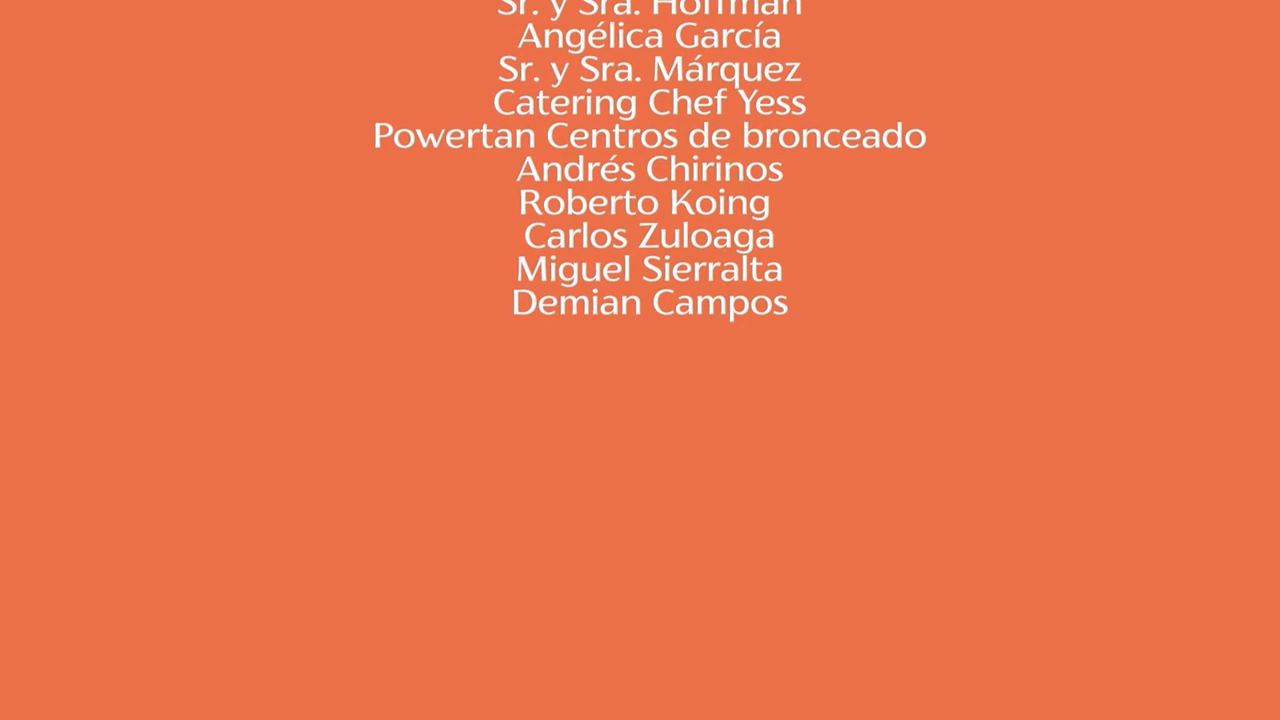 Sr. y Sra. Hoffman
Angélica García
Sr. y Sra. Márquez
Catering Chef Yess
Powertan Centros de bronceado
Andrés Chirinos
Roberto Koing
Carlos Zuloaga
Miguel Sierralta
Demian Campos